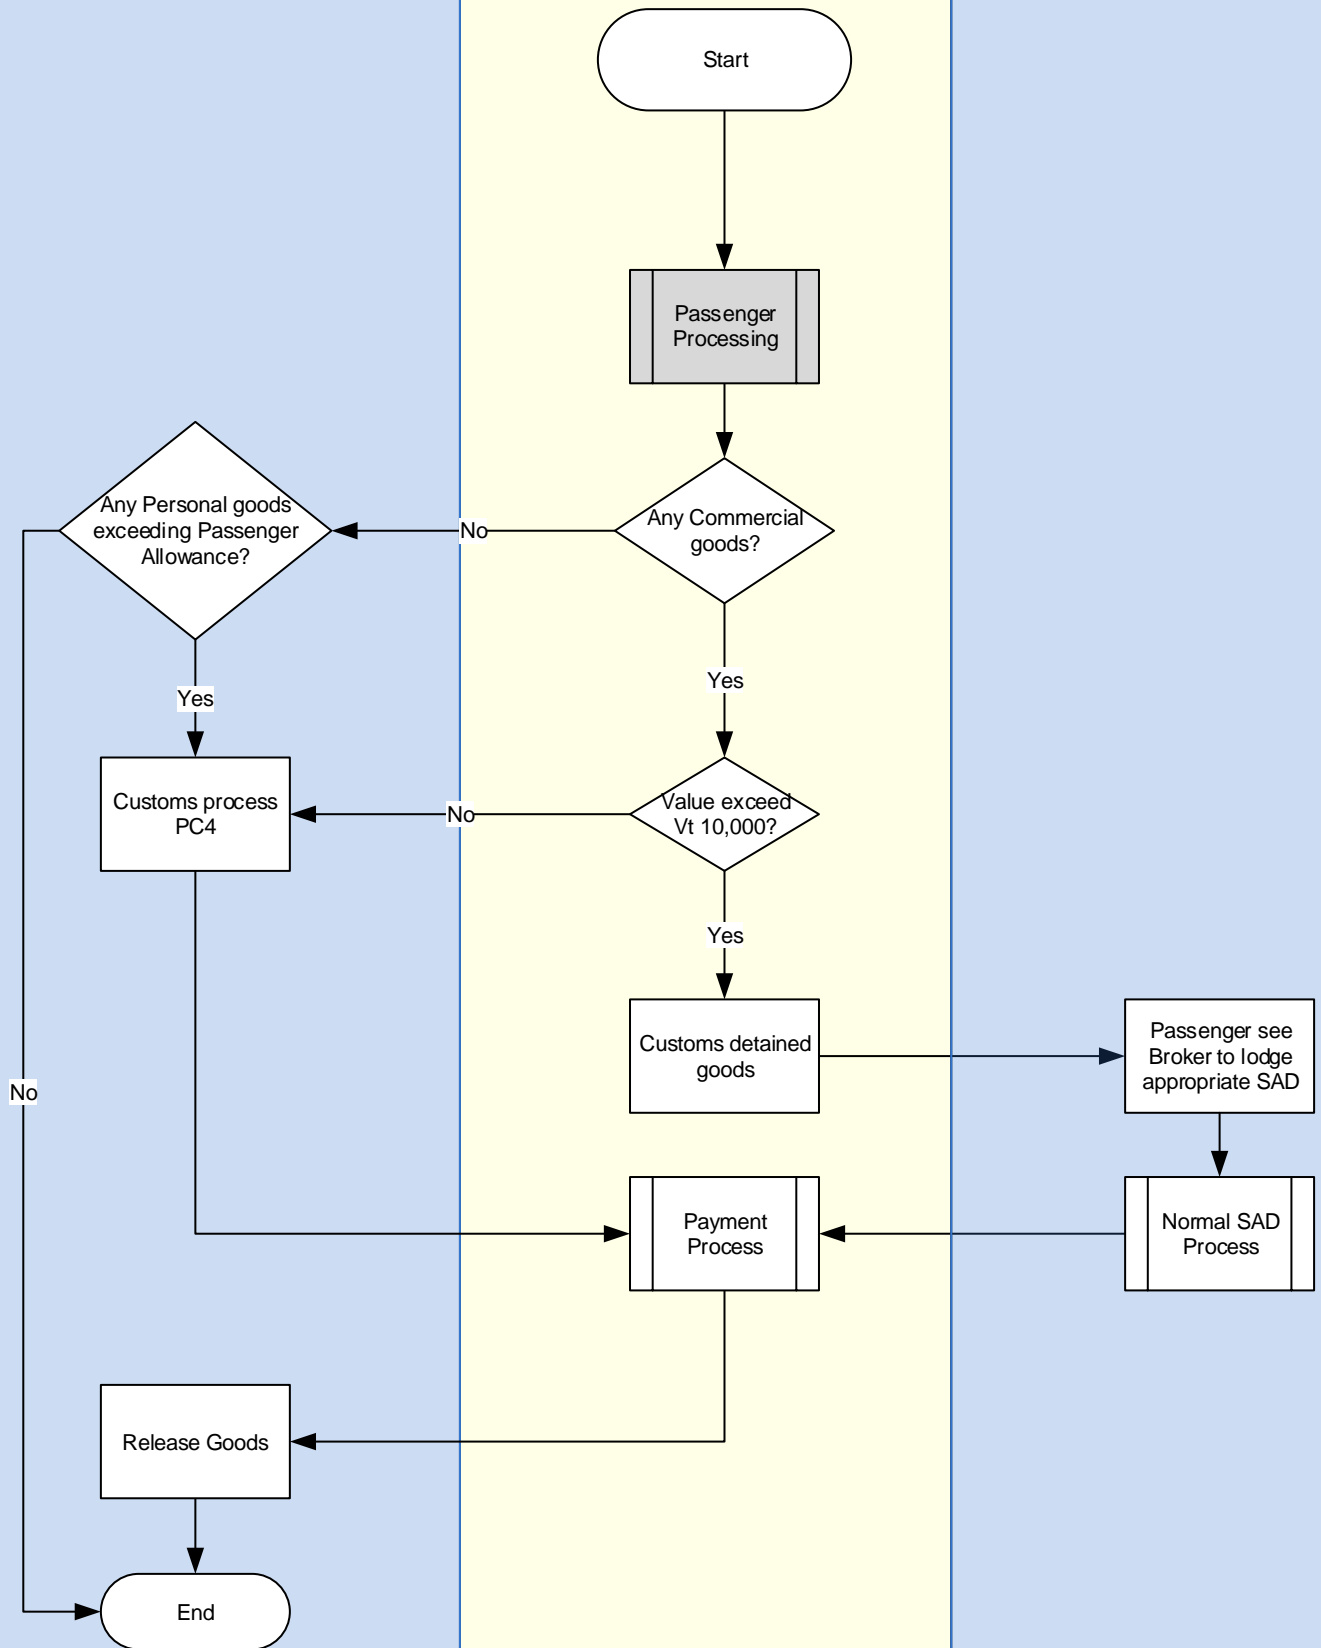 Start
Passenger
Processing
Any Personal goods
exceeding Passenger
Allowance?
No
Any Commercial
goods?
Yes
Yes
Customs process
PC4
No
Value exceed
Vt 10,000?
Yes
Customs detained
goods
Passenger see
Broker to lodge
appropriate SAD
No
Payment
Process
Normal SAD
Process
Release Goods
End